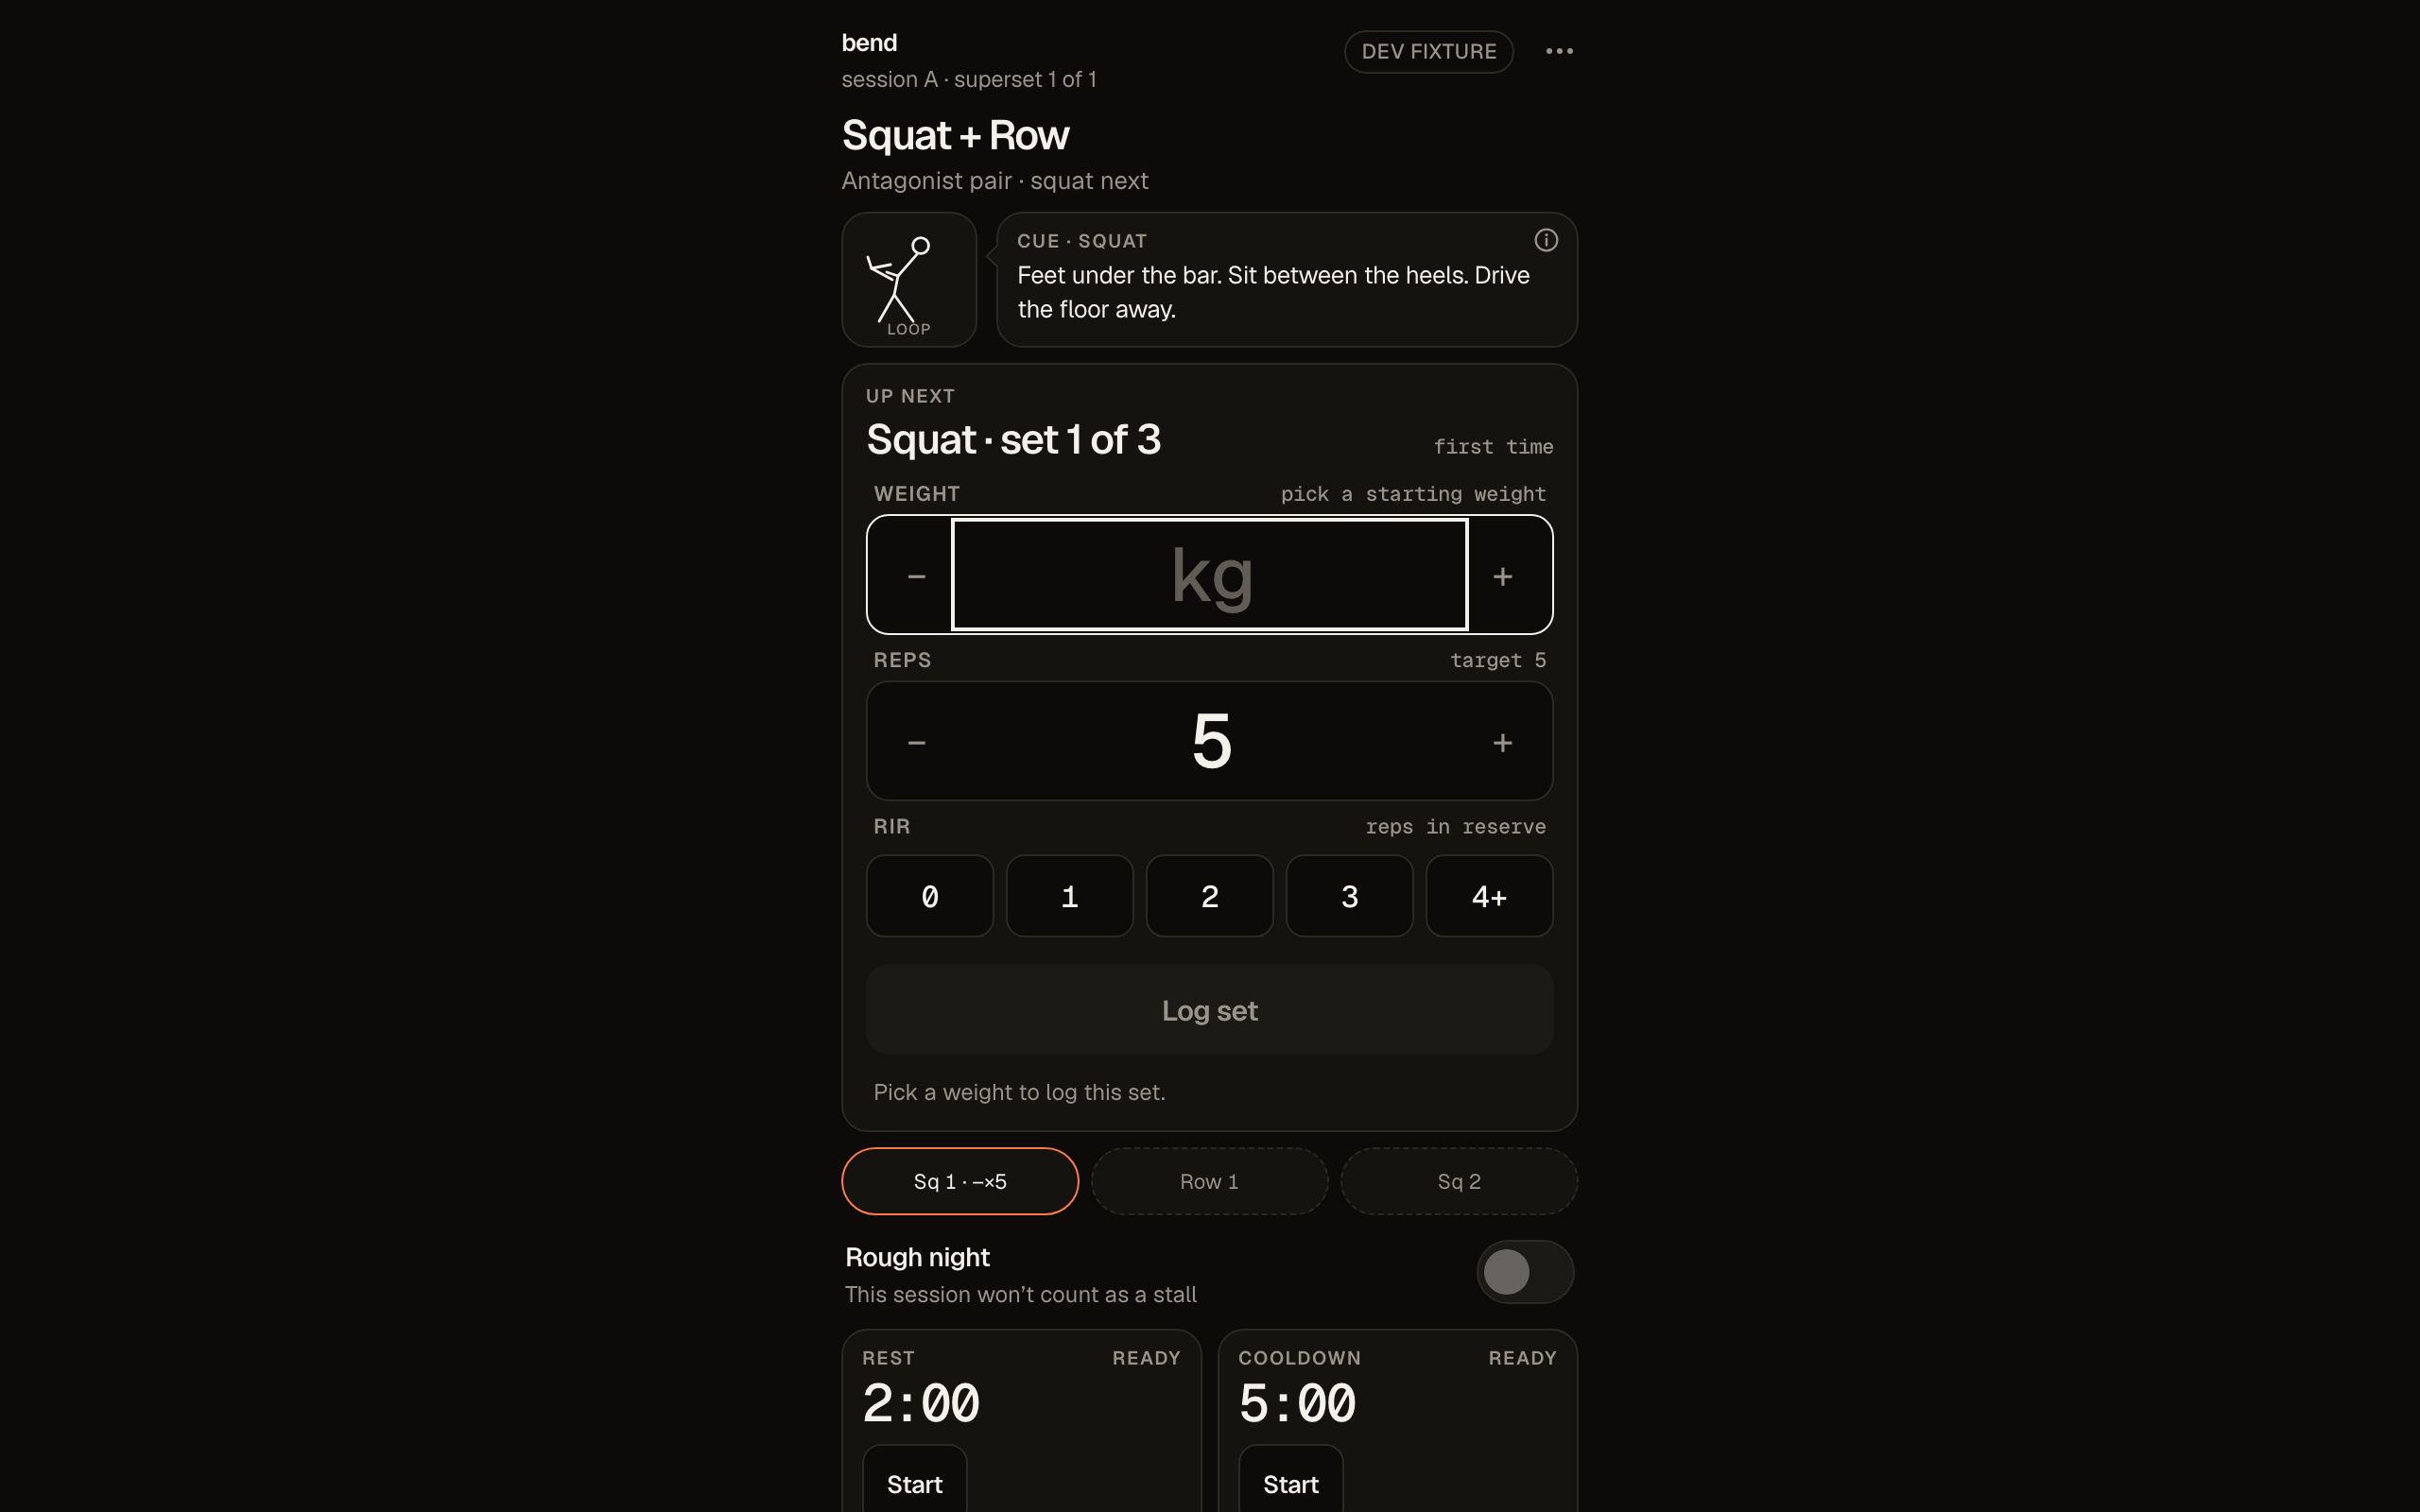 bend
DEV FIXTURE
session A · superset 1 of 1
Squat + Row
Antagonist pair · squat next
LOOP
CUE · SQUAT
Feet under the bar. Sit between the heels. Drive
the floor away.
UP NEXT
Squat · set 1 of 3
first time
WEIGHT
pick a starting weight
− kg +
REPS
target 5
− 5 +
RIR
reps in reserve
0 1 2 3 4+
Log set
Pick a weight to log this set.
Sq 1 · –×5
Row 1
Sq 2
Rough night
This session won’t count as a stall
REST READY
2:00
Start
COOLDOWN READY
5:00
Start